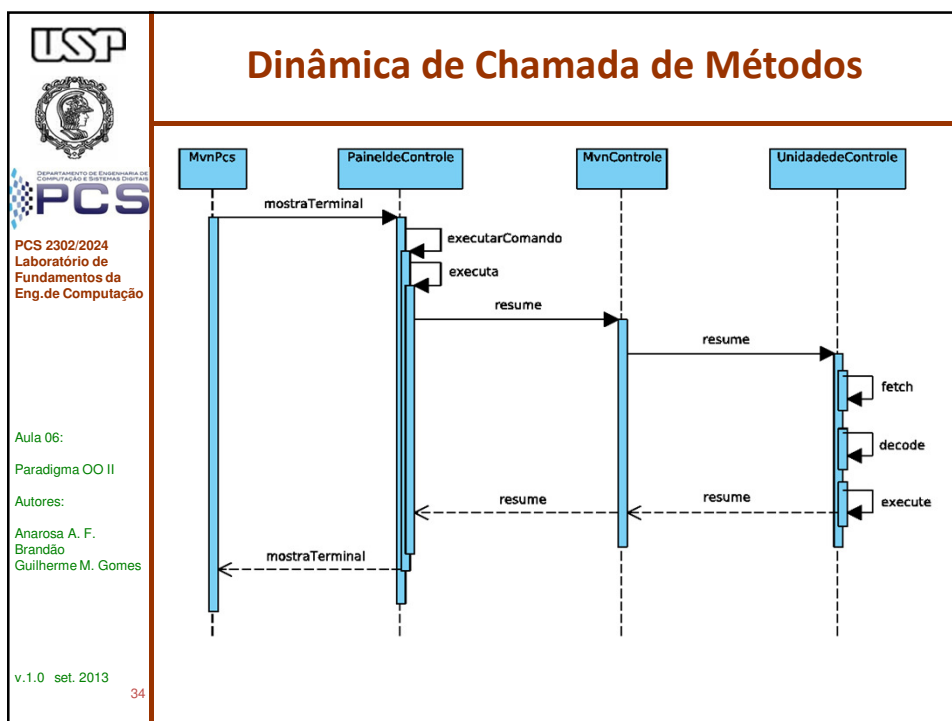 USP
Dinâmica de Chamada de Métodos
DEPARTAMENTO DE ENGENHARIA DE
COMPUTAÇÃO E SISTEMAS DIGITAIS
PCS
PCS 2302/2024
Laboratório de
Fundamentos da
Eng.de Computação
Aula 06:
Paradigma OO II
Autores:
Anarosa A. F.
Brandão
Guilherme M. Gomes
v.1.0 set. 2013
34
MvnPcs
PaineldeControle
MvnControle
UnidadedeControle
mostraTerminal
executarComando
executa
resume
resume
fetch
decode
resume
resume
execute
mostraTerminal